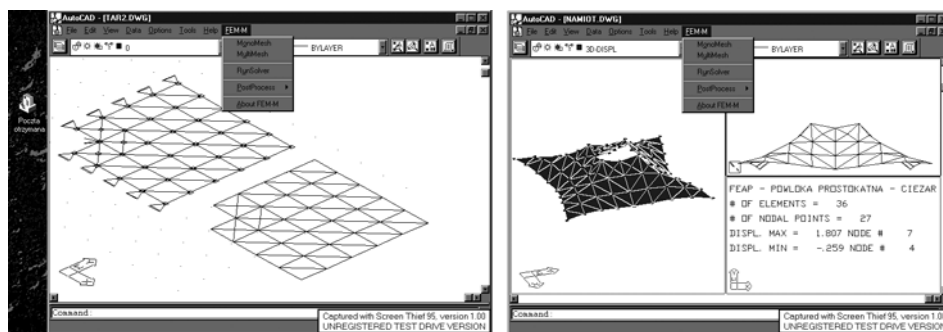 AutoCAD - [TAR2.DWG]
File Edit View Data Options Tools Help FEM-M
0
BYLAYER
MonoMesh
MultiMesh
RunSolver
PostProcess
About FEM-M
Poczta
otrzymana
Command:
Captured with Screen Thief 95, version 1.00
UNREGISTERED TEST DRIVE VERSION
AutoCAD - [NAMIOT.DWG]
File Edit View Data Options Tools Help FEM-M
3D-DISPL
BYLAYER
MonoMesh
MultiMesh
RunSolver
PostProcess
About FEM-M
FEAP - POWLOKA PROSTOKATNA - CIEZAR
# OF ELEMENTS = 36
# OF NODAL POINTS = 27
DISPL. MAX = 1.807 NODE # 7
DISPL. MIN = -.259 NODE # 4
Command:
Captured with Screen Thief 95, version 1.0
UNREGISTERED TEST DRIVE VERSION